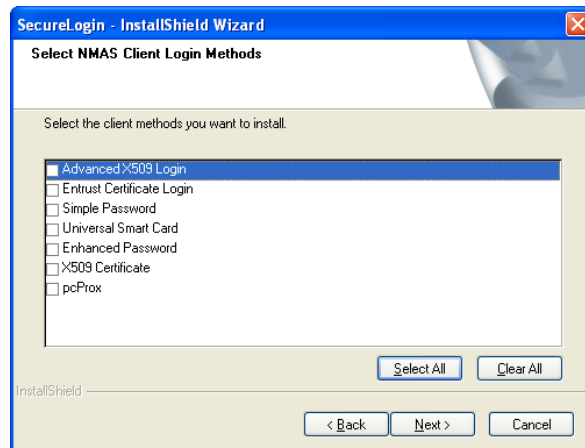 SecureLogin - InstallShield Wizard
Select NMAS Client Login Methods
Select the client methods you want to install.
Advanced X509 Login
Entrust Certificate Login
Simple Password
Universal Smart Card
Enhanced Password
X509 Certificate
pcProx
Select All Clear All
InstallShield
< Back Next > Cancel